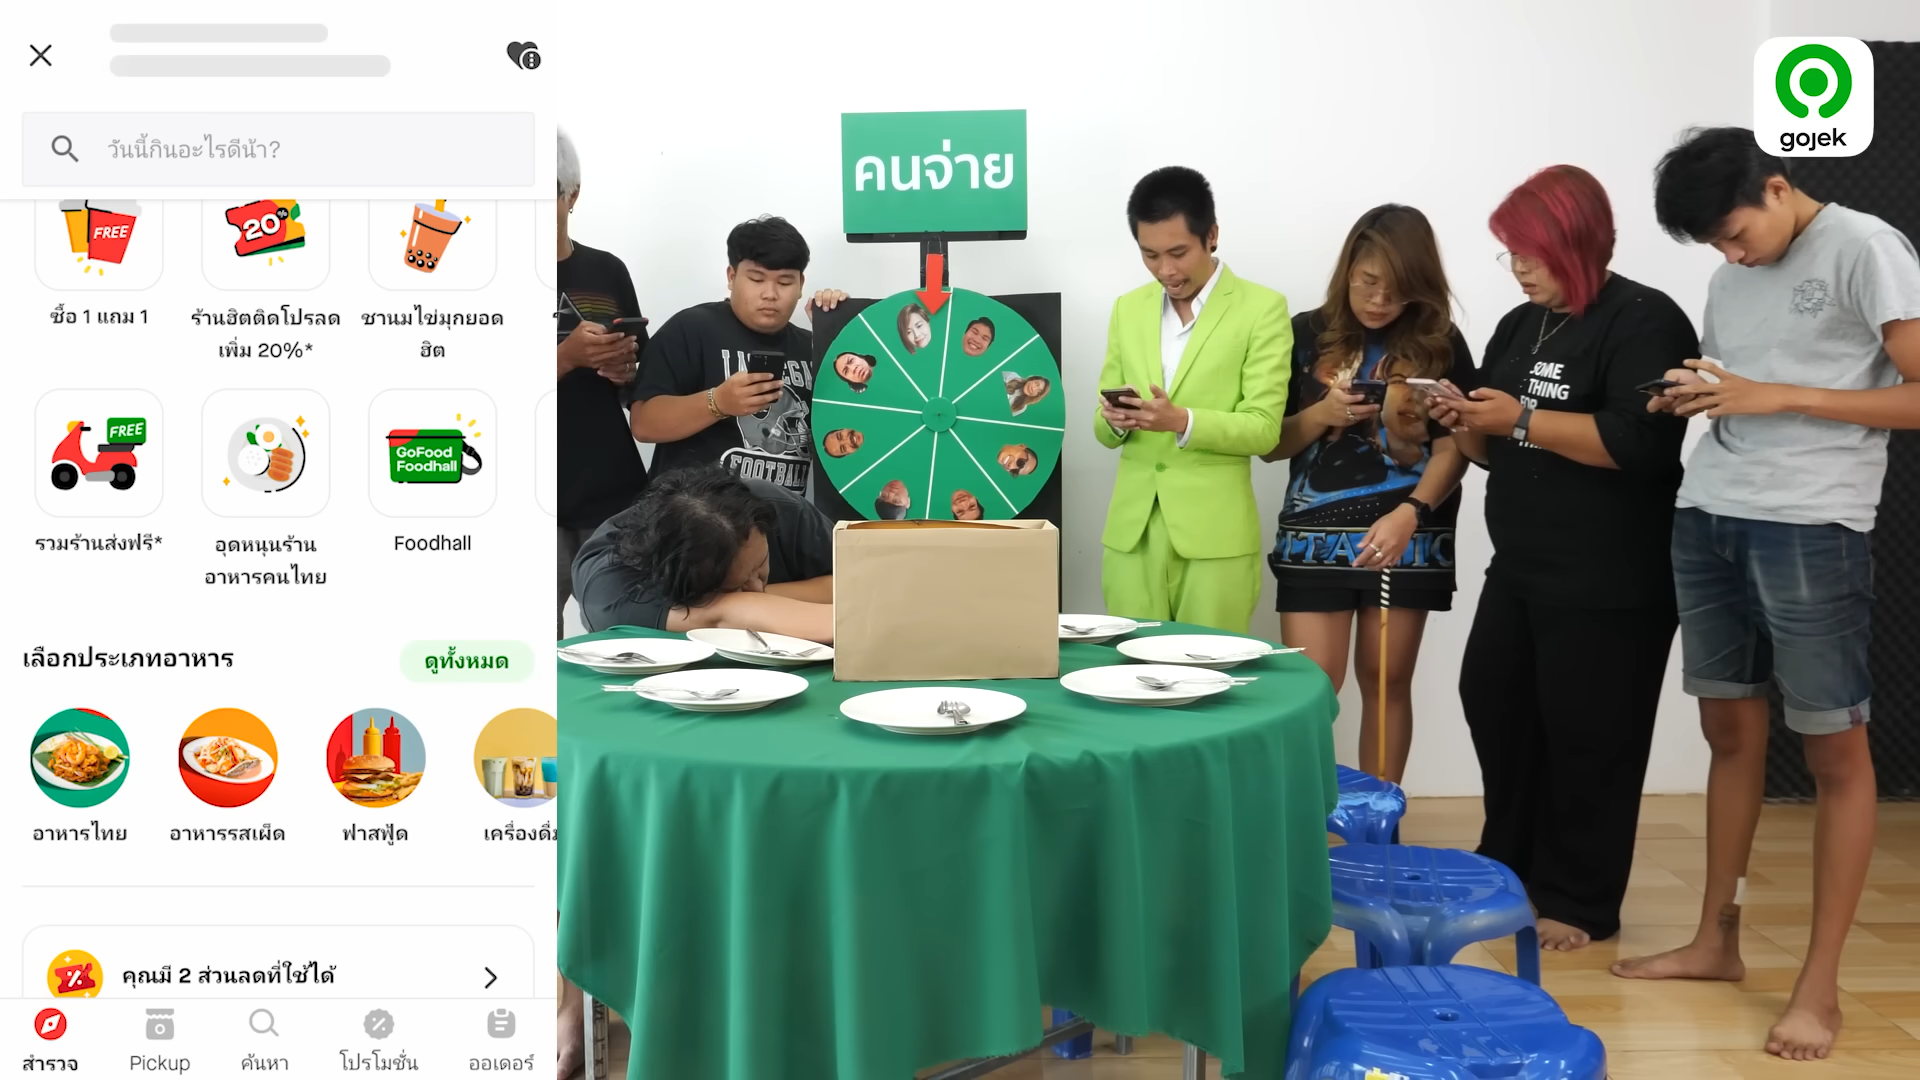 วันนี้กินอะไรดีน้า?
FREE
20%
ซื้อ 1 แถม 1
ร้านฮิตติดโปรลด
เพิ่ม 20%*
ชานมไข่มุกยอด
ฮิต
FREE
GoFood
Foodhall
รวมร้านส่งฟรี*
อุดหนุนร้าน
อาหารคนไทย
Foodhall
เลือกประเภทอาหาร
ดูทั้งหมด
อาหารไทย
อาหารรสเผ็ด
ฟาสฟู้ด
คุณมี 2 ส่วนลดที่ใช้ได้
สำรวจ
Pickup
ค้นหา
โปรโมชั่น
ออเดอร์
คนจ่าย
gojek
FOOTBALL
SOME
THING
FOR